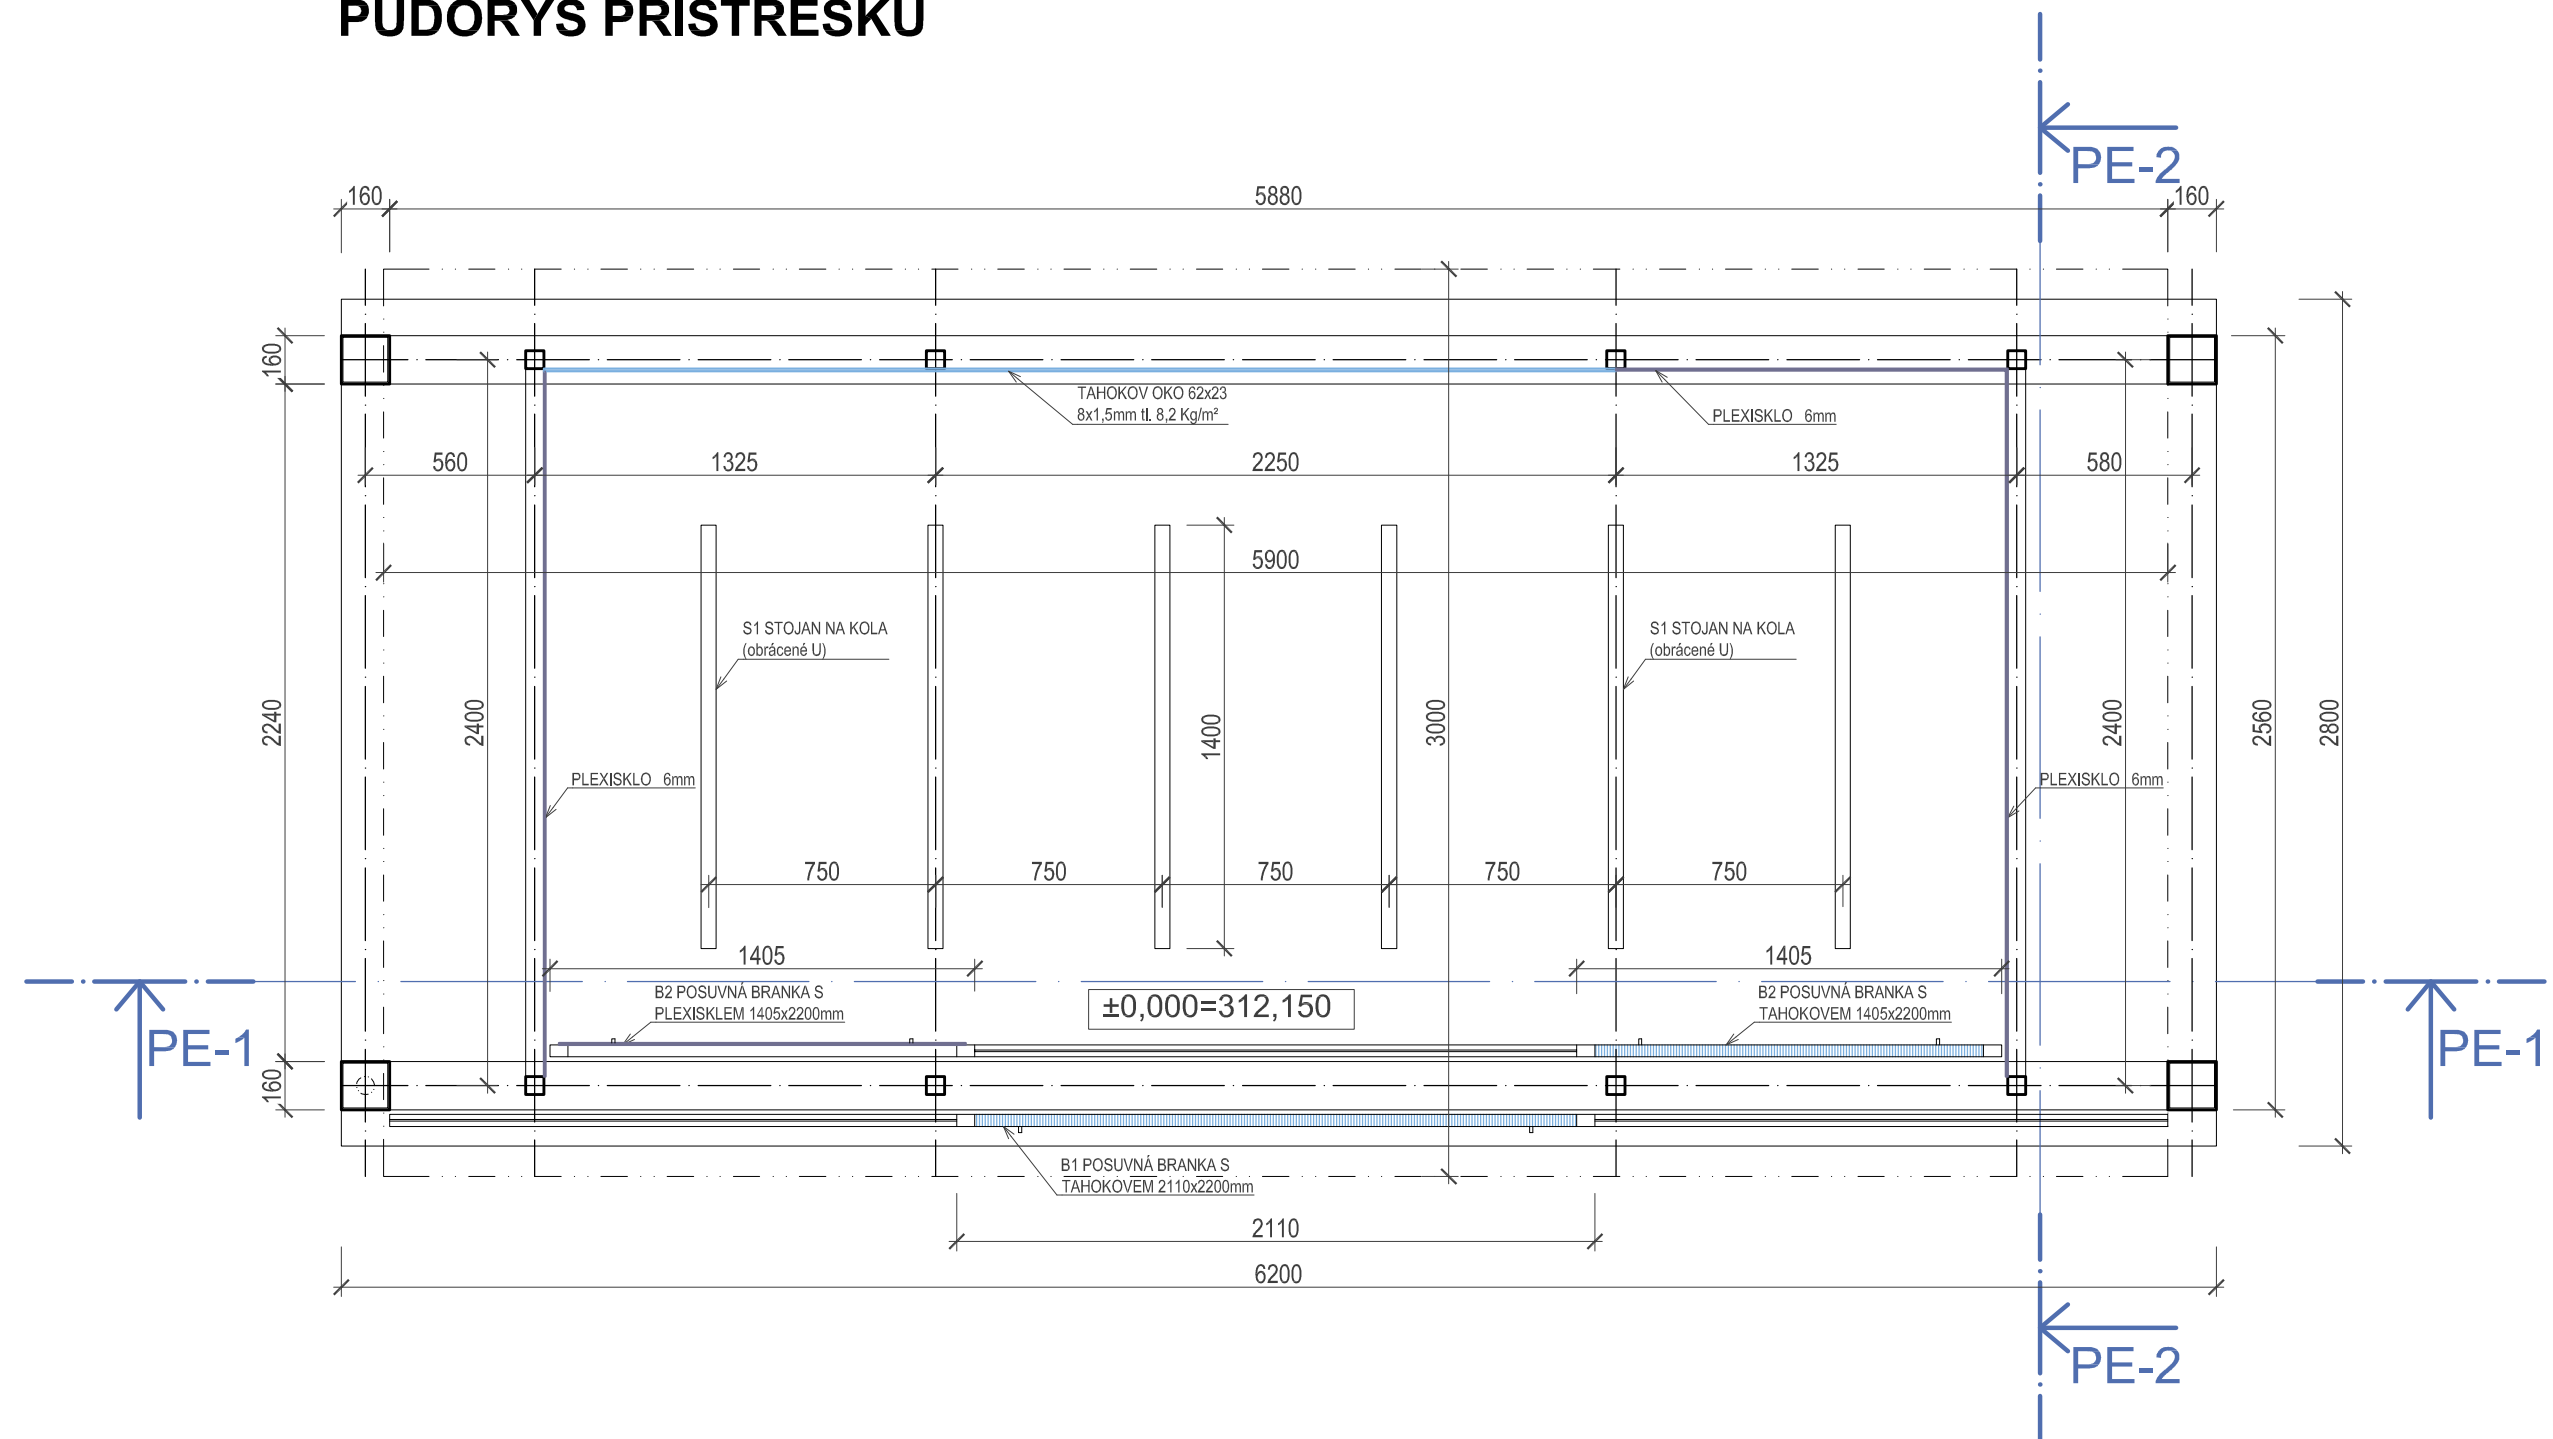 PŮDORYS PŘÍSTŘEŠKU
PE-2
160
5880
160
160
TAHOKOV OKO 62x23
8x1,5mm tl. 8,2 Kg/m²
PLEXISKLO 6mm
560
1325
2250
1325
580
5900
S1 STOJAN NA KOLA
(obrácené U)
S1 STOJAN NA KOLA
(obrácené U)
2240
2400
1400
3000
2400
2560
2800
PLEXISKLO 6mm
PLEXISKLO 6mm
750
750
750
750
750
1405
1405
B2 POSUVNÁ BRANKA S
PLEXISKLEM 1405x2200mm
±0,000=312,150
B2 POSUVNÁ BRANKA S
TAHOKOVEM 1405x2200mm
PE-1
PE-1
160
B1 POSUVNÁ BRANKA S
TAHOKOVEM 2110x2200mm
2110
6200
PE-2